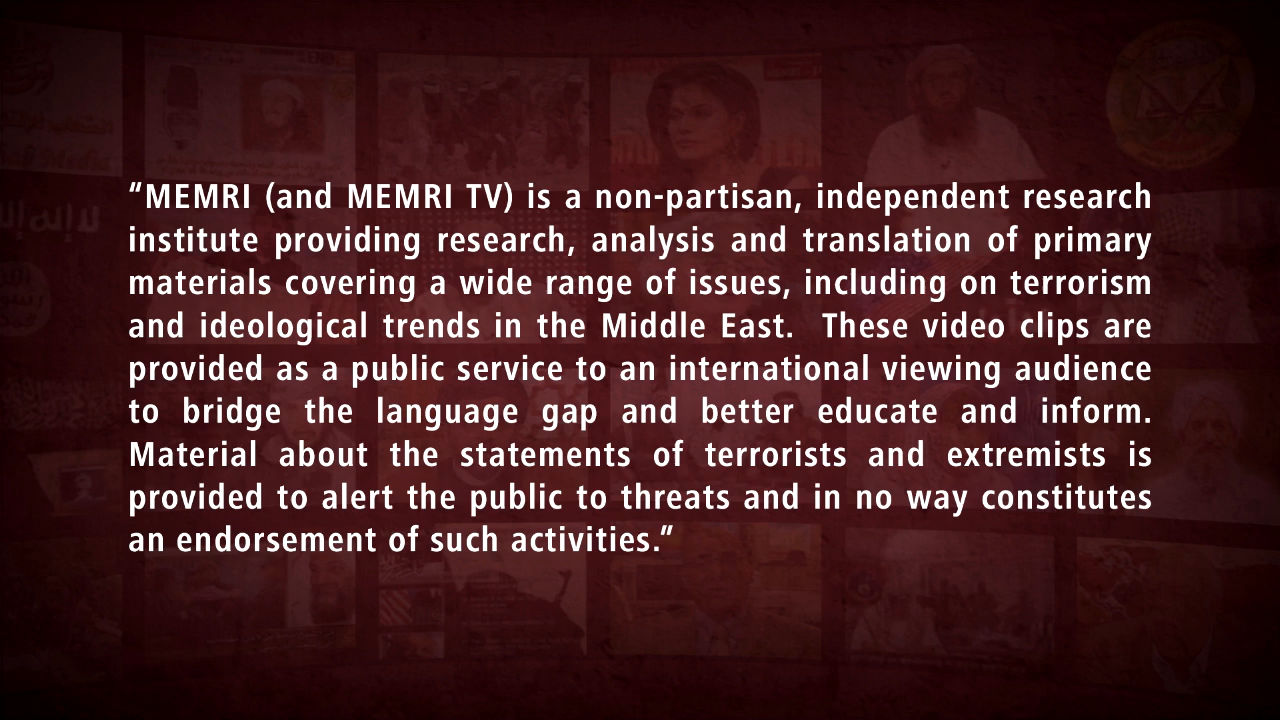 “MEMRI (and MEMRI TV) is a non-partisan, independent research
institute providing research, analysis and translation of primary
materials covering a wide range of issues, including on terrorism
and ideological trends in the Middle East.  These video clips are
provided as a public service to an international viewing audience
to bridge the language gap and better educate and inform.
Material about the statements of terrorists and extremists is
provided to alert the public to threats and in no way constitutes
an endorsement of such activities.”